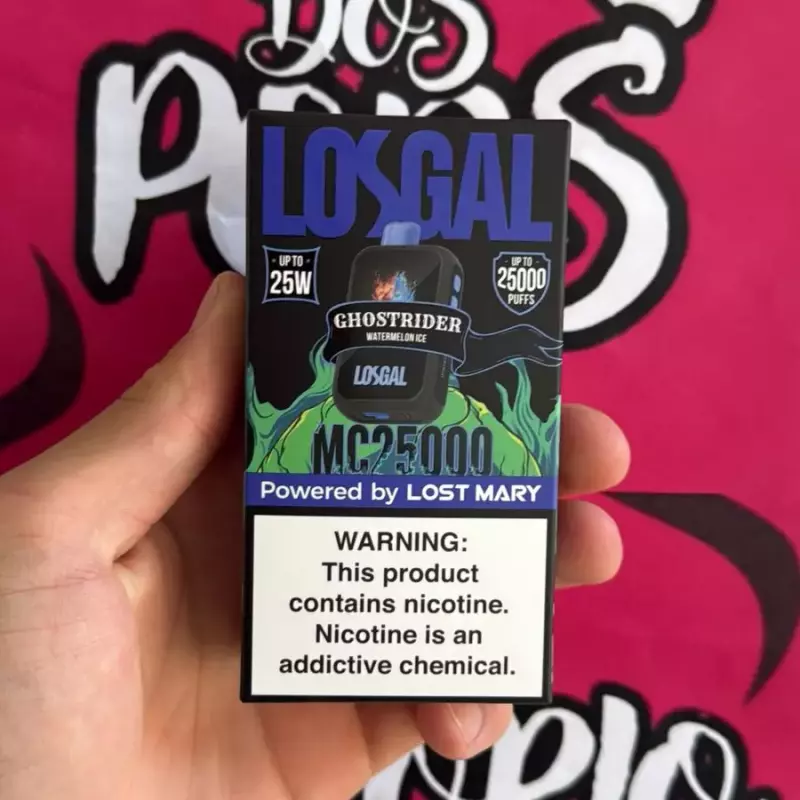 DOS
LOSGAL
UP TO
25W
UP TO
25000
PUFFS
GHOSTRIDER
WATERMELON ICE
LOSGAL
MC25000
Powered by LOST MARY
WARNING:
This product
contains nicotine.
Nicotine is an
addictive chemical.